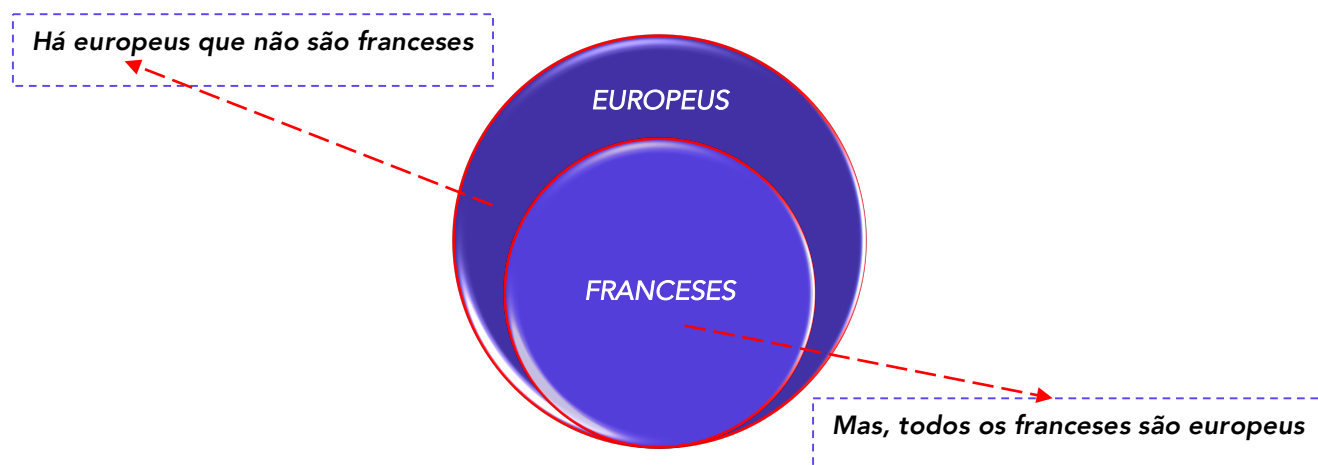 Há europeus que não são franceses
EUROPEUS
FRANCESES
Mas, todos os franceses são europeus